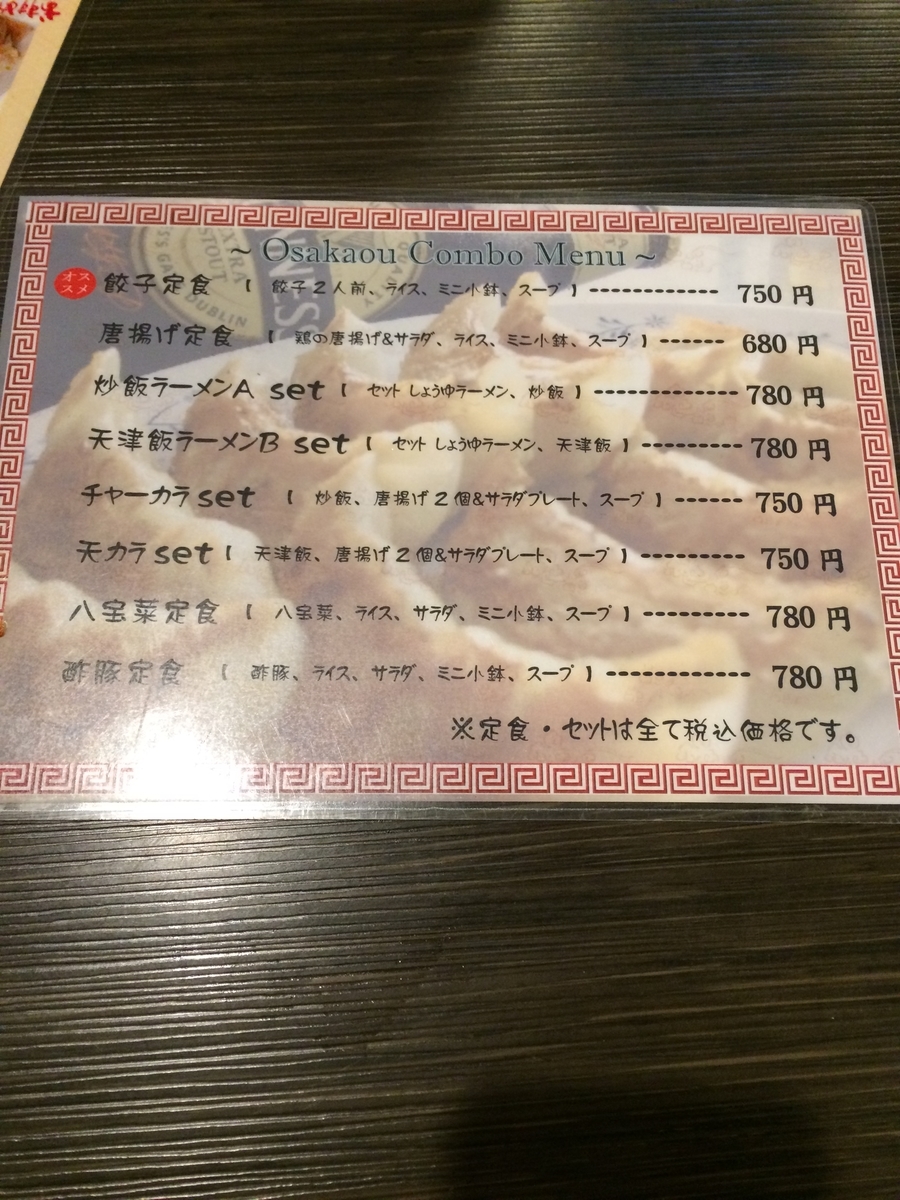 ~ Osakaou Combo Menu ~
オススメ 餃子定食 【 餃子2人前、ライス、ミニ小鉢、スープ 】 ------------- 750 円
唐揚げ定食 【 鶏の唐揚げ&サラダ、ライス、ミニ小鉢、スープ 】 ------ 680 円
炒飯ラーメンA set 【 セット しょうゆラーメン、炒飯 】 --------------- 780 円
天津飯ラーメンB set 【 セット しょうゆラーメン、天津飯 】 ---------- 780 円
チャーカラset 【 炒飯、唐揚げ2個&サラダプレート、スープ 】 ------- 750 円
天カラset 【 天津飯、唐揚げ2個&サラダプレート、スープ 】 ---------- 750 円
八宝菜定食 【 八宝菜、ライス、サラダ、ミニ小鉢、スープ 】 ---------- 780 円
酢豚定食 【 酢豚、ライス、サラダ、ミニ小鉢、スープ 】 -------------- 780 円
※定食・セットは全て税込価格です。
EXTRA
STOUT
DUBLIN